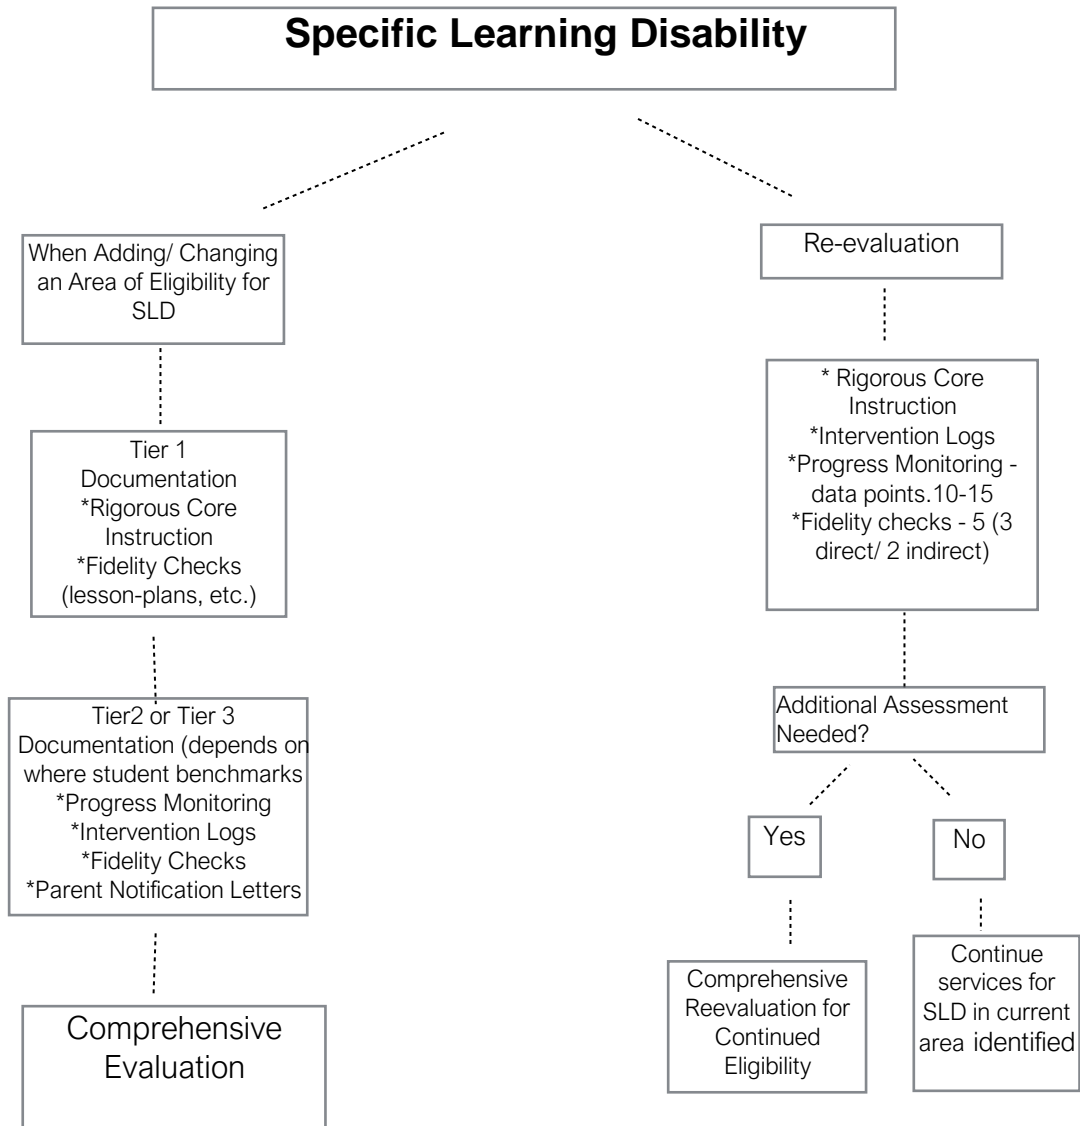 Specific Learning Disability
When Adding/ Changing
an Area of Eligibility for
SLD
Tier 1
Documentation
*Rigorous Core
Instruction
*Fidelity Checks
(lesson-plans, etc.)
Tier2 or Tier 3
Documentation (depends on
where student benchmarks
*Progress Monitoring
*Intervention Logs
*Fidelity Checks
*Parent Notification Letters
Comprehensive
Evaluation
Re-evaluation
* Rigorous Core
Instruction
*Intervention Logs
*Progress Monitoring -
data points.10-15
*Fidelity checks - 5 (3
direct/ 2 indirect)
Additional Assessment
Needed?
Yes
No
Comprehensive
Reevaluation for
Continued
Eligibility
Continue
services for
SLD in current
area identified